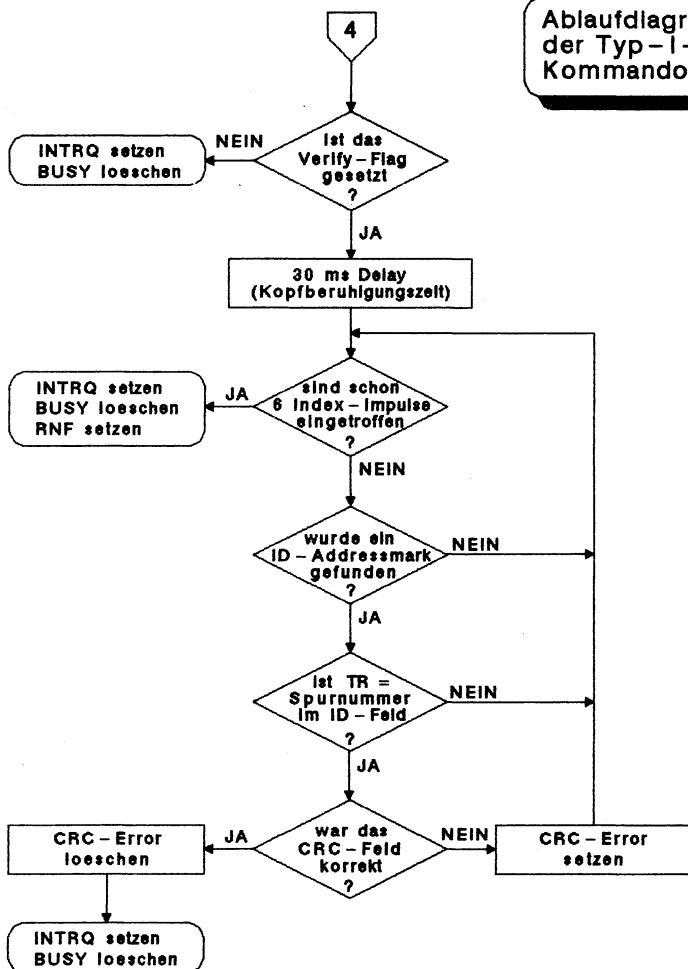 4
Ablaufdiagr
der Typ-I-
Kommando
Ist das
Verify-Flag
gesetzt
?
NEIN
INTRQ setzen
BUSY loeschen
JA
30 ms Delay
(Kopfberuhigungszeit)
sind schon
6 Index-Impulse
eingetroffen
?
JA
INTRQ setzen
BUSY loeschen
RNF setzen
NEIN
wurde ein
ID-Addressmark
gefunden
?
NEIN
JA
Ist TR =
Spurnummer
im ID-Feld
?
NEIN
JA
war das
CRC-Feld
korrekt
?
JA
CRC-Error
loeschen
NEIN
CRC-Error
setzen
INTRQ setzen
BUSY loeschen